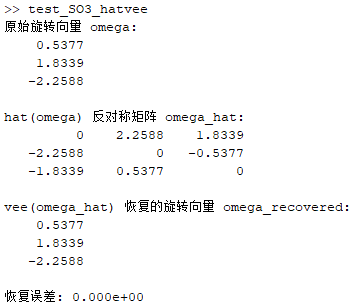 >> test_SO3_hatvee
原始旋转向量 omega:
0.5377
1.8339
-2.2588
hat(omega) 反对称矩阵 omega_hat:
0 2.2588 1.8339
-2.2588 0 -0.5377
-1.8339 0.5377 0
vee(omega_hat) 恢复的旋转向量 omega_recovered:
0.5377
1.8339
-2.2588
恢复误差: 0.000e+00